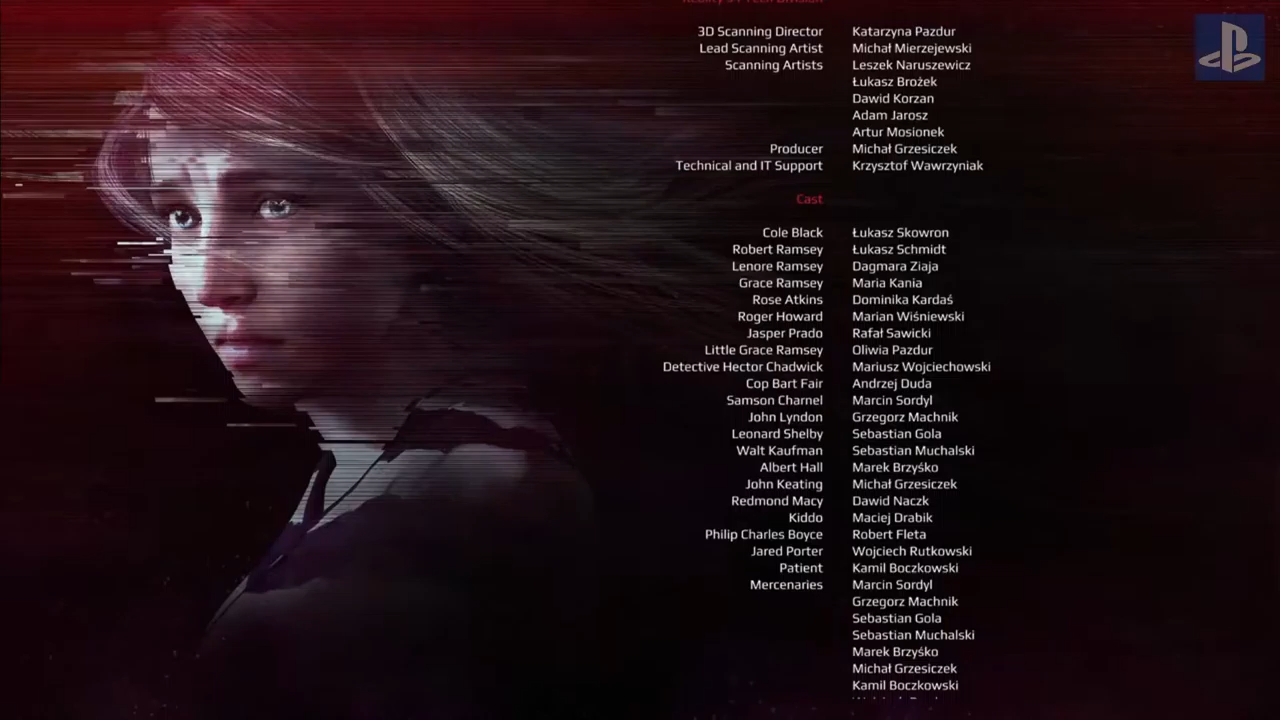 3D Scanning Director Katarzyna Pazdur
Lead Scanning Artist Michał Mierzejewski
Scanning Artists Leszek Naruszewicz
Łukasz Brożek
Dawid Korzan
Adam Jarosz
Artur Mosionek
Producer Michał Grzesiczek
Technical and IT Support Krzysztof Wawrzyniak
Cast
Cole Black Łukasz Skowron
Robert Ramsey Łukasz Schmidt
Lenore Ramsey Dagmara Ziaja
Grace Ramsey Maria Kania
Rose Atkins Dominika Kardaś
Roger Howard Marian Wiśniewski
Jasper Prado Rafał Sawicki
Little Grace Ramsey Oliwia Pazdur
Detective Hector Chadwick Mariusz Wojciechowski
Cop Bart Fair Andrzej Duda
Samson Charnel Marcin Sordyl
John Lyndon Grzegorz Machnik
Leonard Shelby Sebastian Gola
Walt Kaufman Sebastian Muchalski
Albert Hall Marek Brzyśko
John Keating Michał Grzesiczek
Redmond Macy Dawid Naczk
Kiddo Maciej Drabik
Philip Charles Boyce Robert Fleta
Jared Porter Wojciech Rutkowski
Patient Kamil Boczkowski
Mercenaries Marcin Sordyl
Grzegorz Machnik
Sebastian Gola
Sebastian Muchalski
Marek Brzyśko
Michał Grzesiczek
Kamil Boczkowski